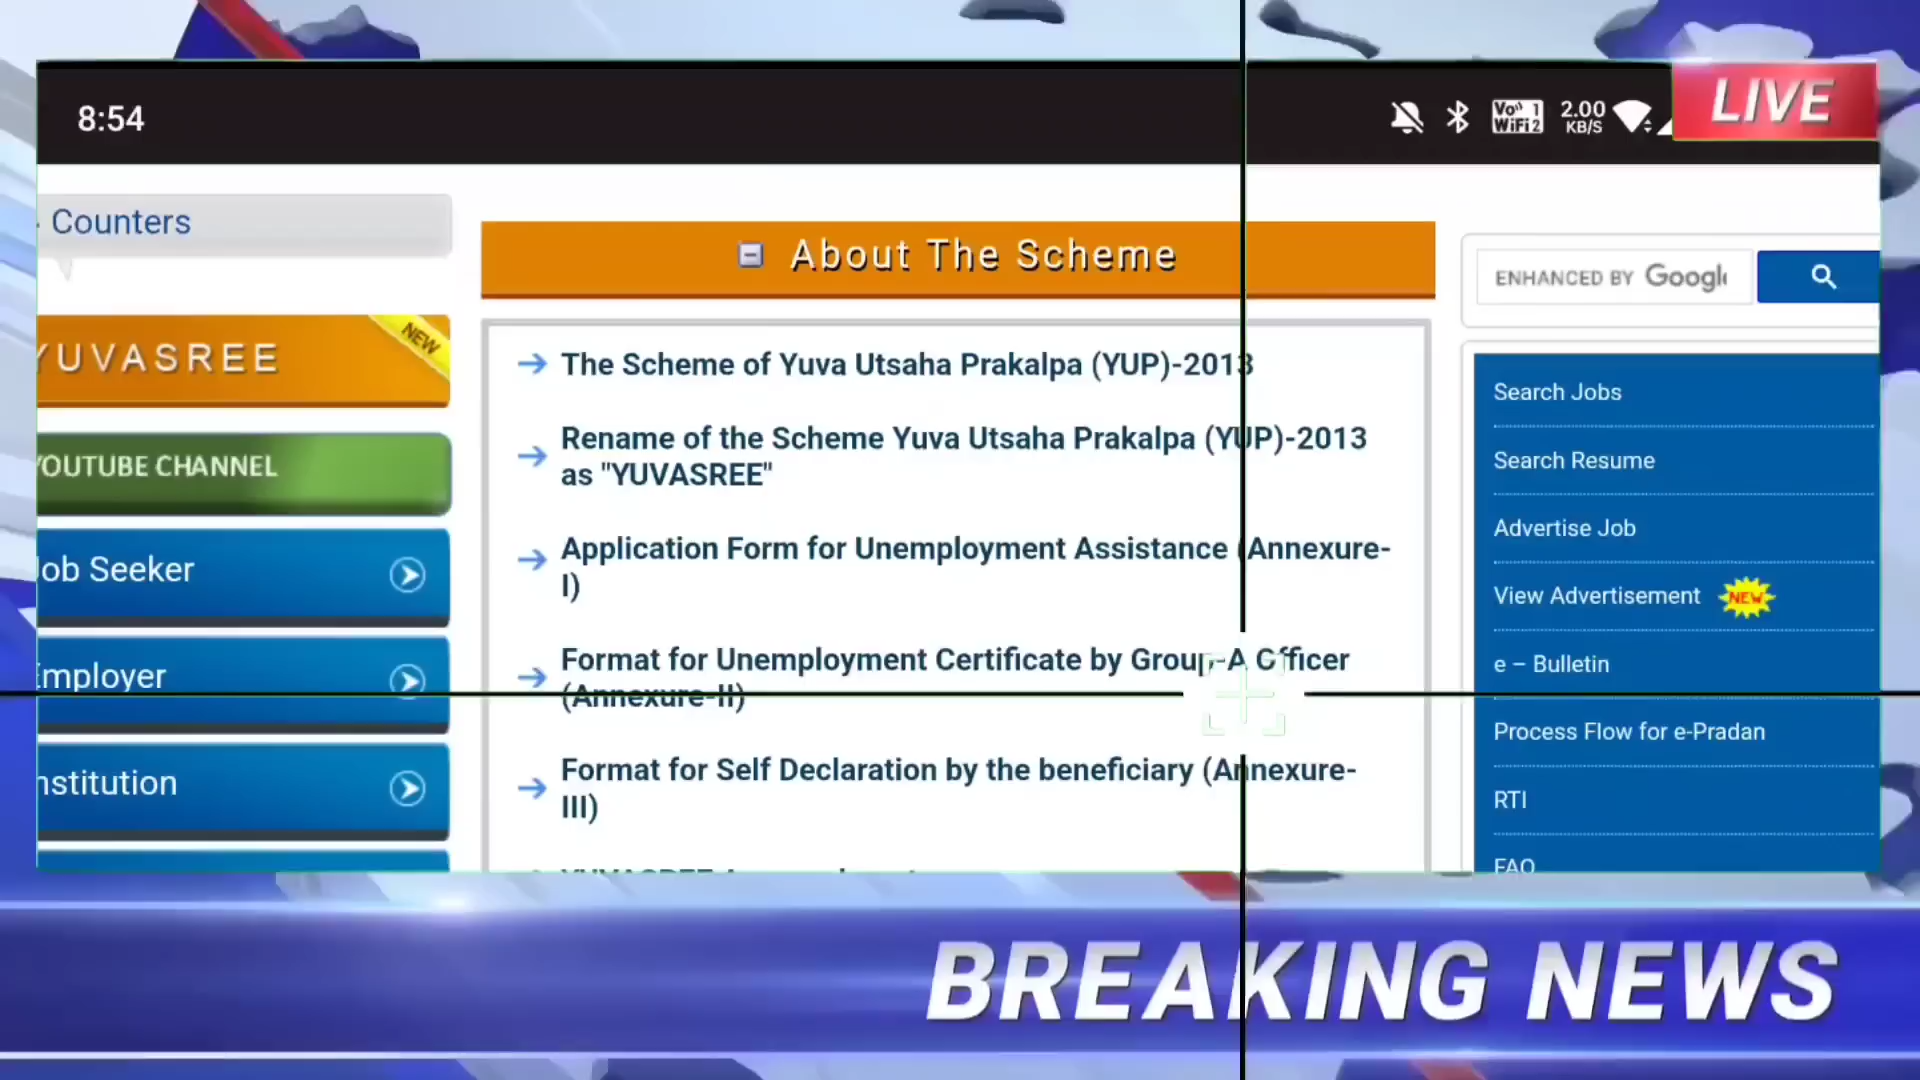 8:54
Vo 1
WiFi 2
2.00
KB/S
LIVE
Counters
YUVASREE
NEW
YOUTUBE CHANNEL
Job Seeker
Employer
Institution
About The Scheme
The Scheme of Yuva Utsaha Prakalpa (YUP)-2013
Rename of the Scheme Yuva Utsaha Prakalpa (YUP)-2013
as "YUVASREE"
Application Form for Unemployment Assistance (Annexure-
I)
Format for Unemployment Certificate by Group-A Officer
(Annexure-II)
Format for Self Declaration by the beneficiary (Annexure-
III)
ENHANCED BY Google
Search Jobs
Search Resume
Advertise Job
View Advertisement NEW
e – Bulletin
Process Flow for e-Pradan
RTI
FAQ
BREAKING NEWS